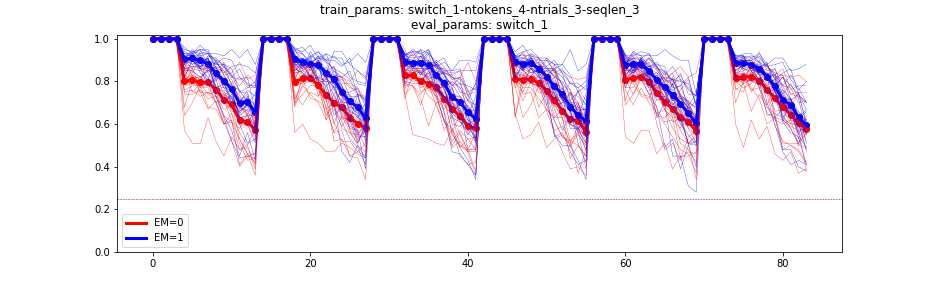 train_params: switch_1-ntokens_4-ntrials_3-seqlen_3
eval_params: switch_1
1.0
0.8
0.6
0.4
0.2
0.0
EM=0
EM=1
0
20
40
60
80